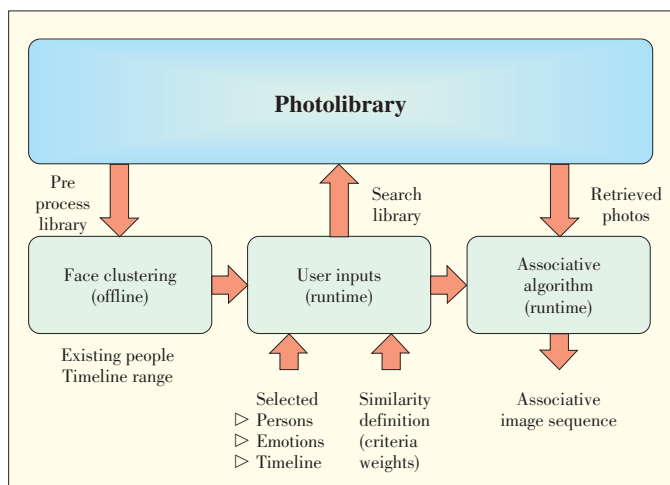 Photolibrary
Pre
process
library
Search
library
Retrieved
photos
Face clustering
(offline)
User inputs
(runtime)
Associative
algorithm
(runtime)
Existing people
Timeline range
Selected
▷ Persons
▷ Emotions
▷ Timeline
Similarity
definition
(criteria
weights)
Associative
image sequence